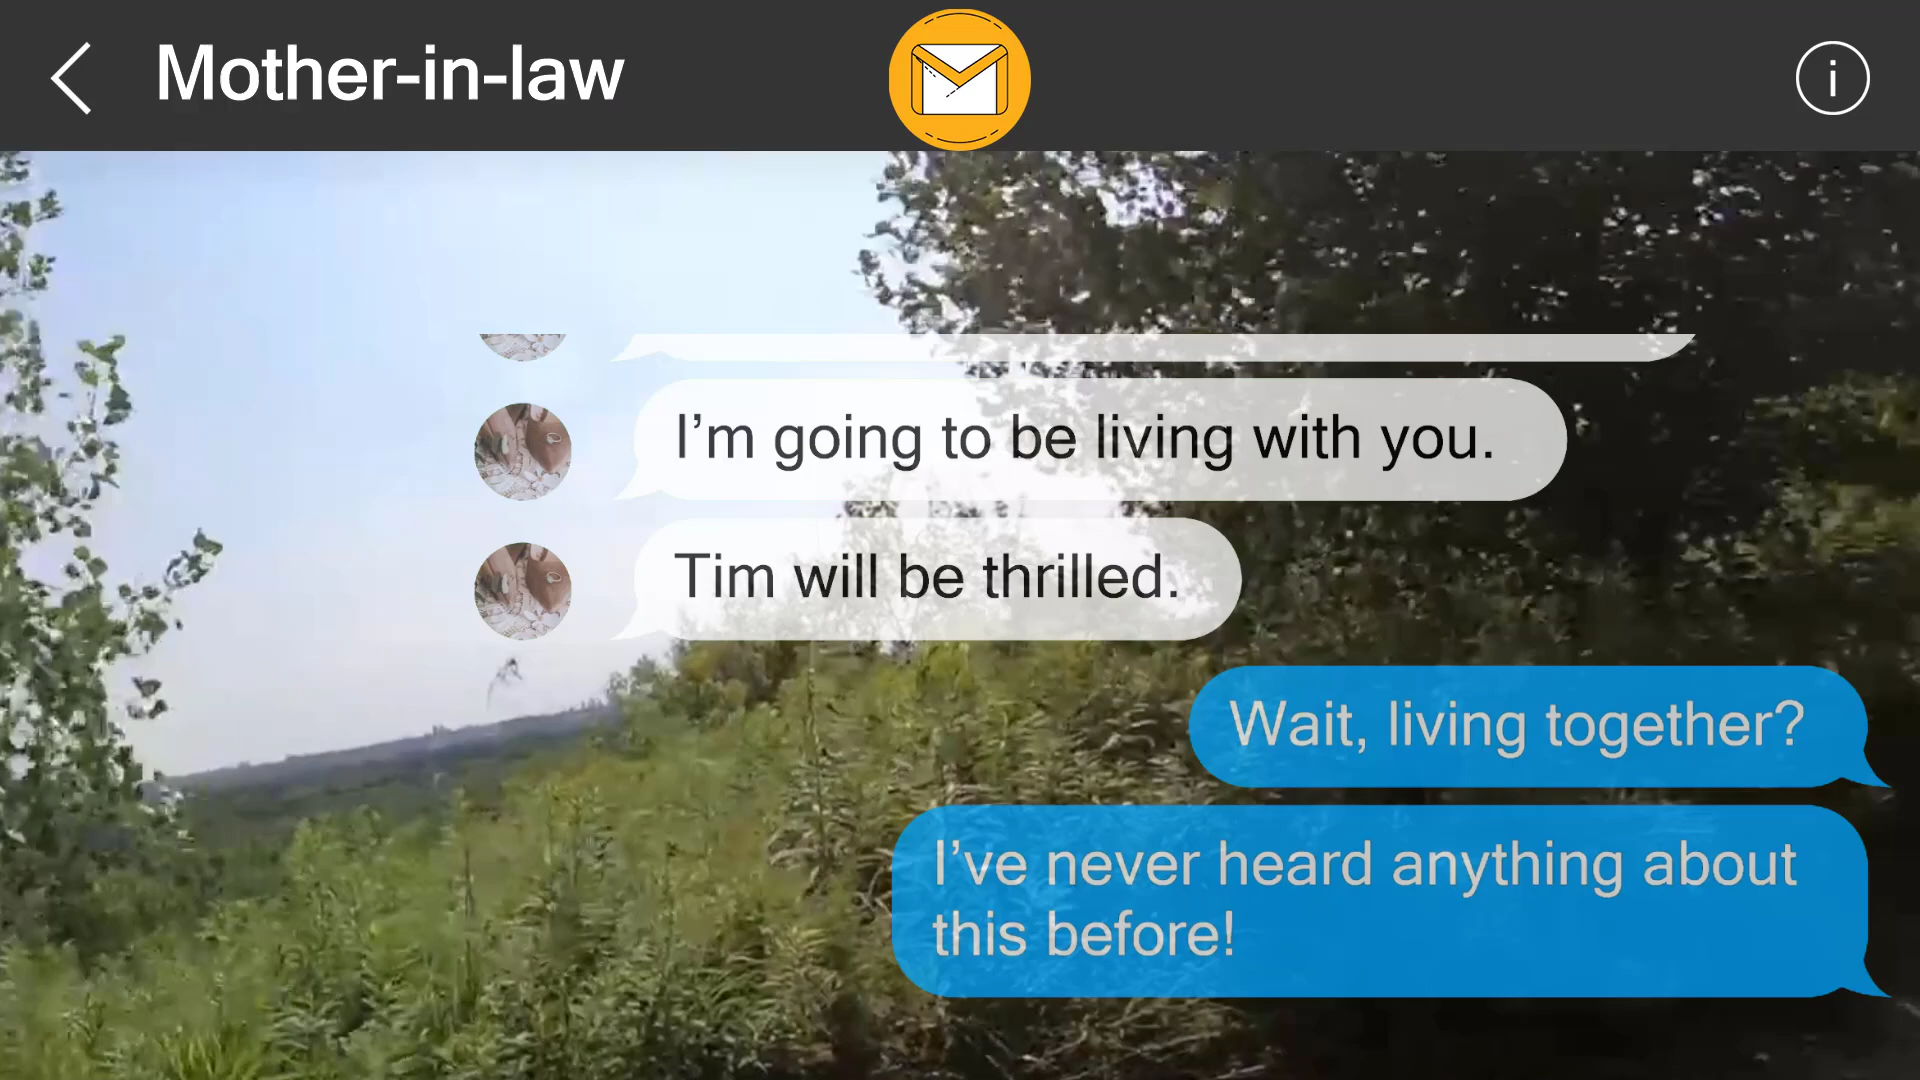 Mother-in-law
I’m going to be living with you.
Tim will be thrilled.
Wait, living together?
I’ve never heard anything about
this before!